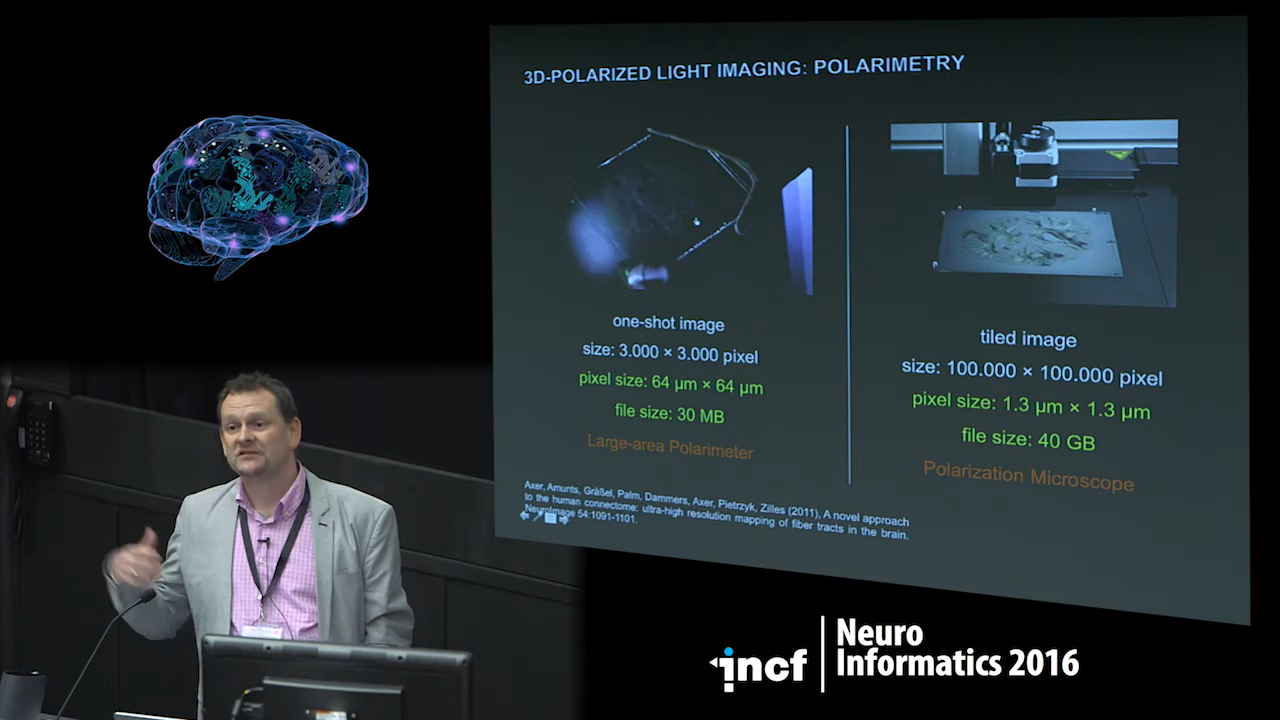 3D-POLARIZED LIGHT IMAGING: POLARIMETRY
one-shot image
size: 3.000 × 3.000 pixel
pixel size: 64 µm × 64 µm
file size: 30 MB
Large-area Polarimeter
tiled image
size: 100.000 × 100.000 pixel
pixel size: 1.3 µm × 1.3 µm
file size: 40 GB
Polarization Microscope
Axer, Amunts, Gräßel, Palm, Dammers, Axer, Pietrzyk, Zilles (2011), A novel approach
to the human connectome: ultra-high resolution mapping of fiber tracts in the brain.
NeuroImage 54:1091-1101.
incf
Neuro
Informatics 2016